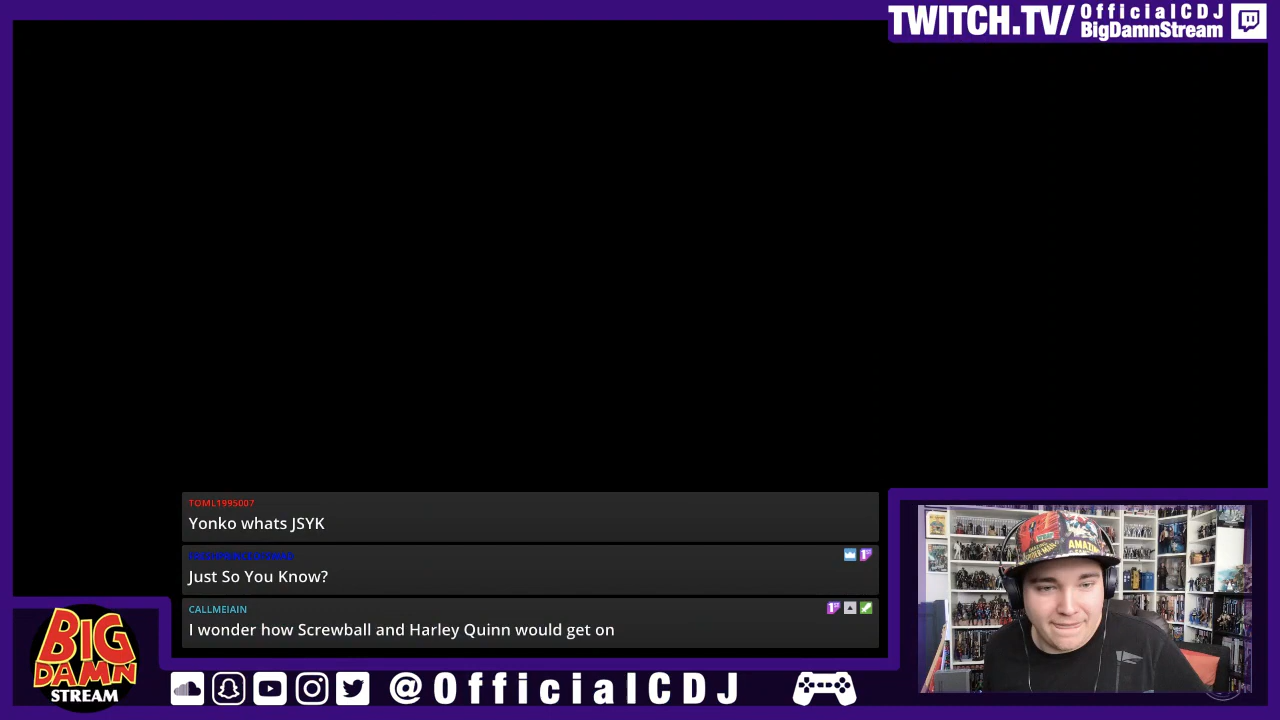 TWITCH.TV/
OfficialCDJ
BigDamnStream
TOML1995007
Yonko whats JSYK
Just So You Know?
CALLMEIAIN
I wonder how Screwball and Harley Quinn would get on
BIG
DAMN
STREAM
@OfficialCDJ